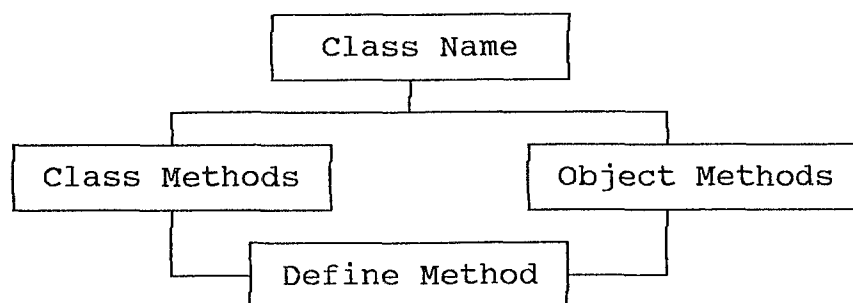 Class Name
Class Methods
Object Methods
Define Method